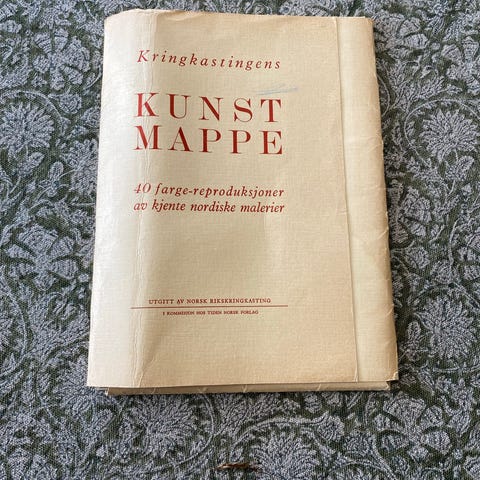 Kringkastingens
KUNST
MAPPE
40 farge-reproduksjoner
av kjente nordiske malerier
UTGITT AV NORSK RIKSKRINGKASTING
I KOMMISJON HOS TIDEN NORSK FORLAG